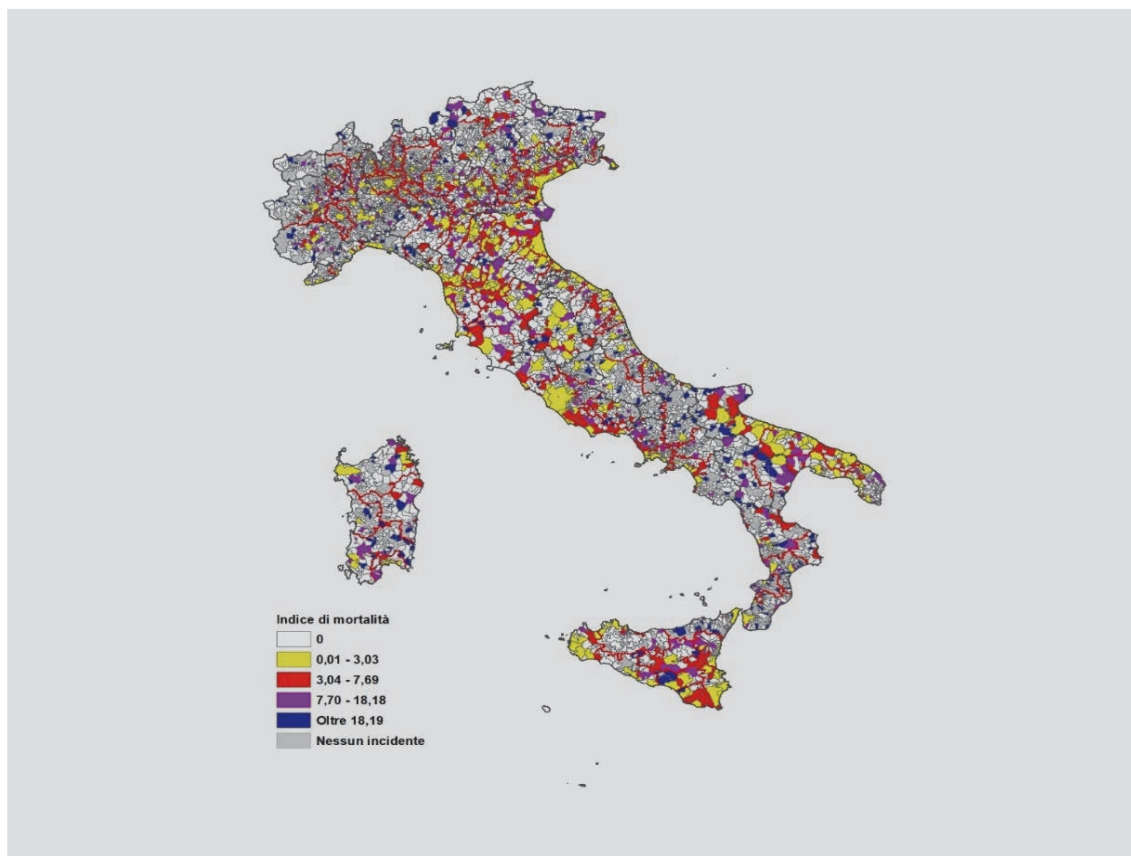 Indice di mortalità
0
0,01 - 3,03
3,04 - 7,69
7,70 - 18,18
Oltre 18,19
Nessun incidente